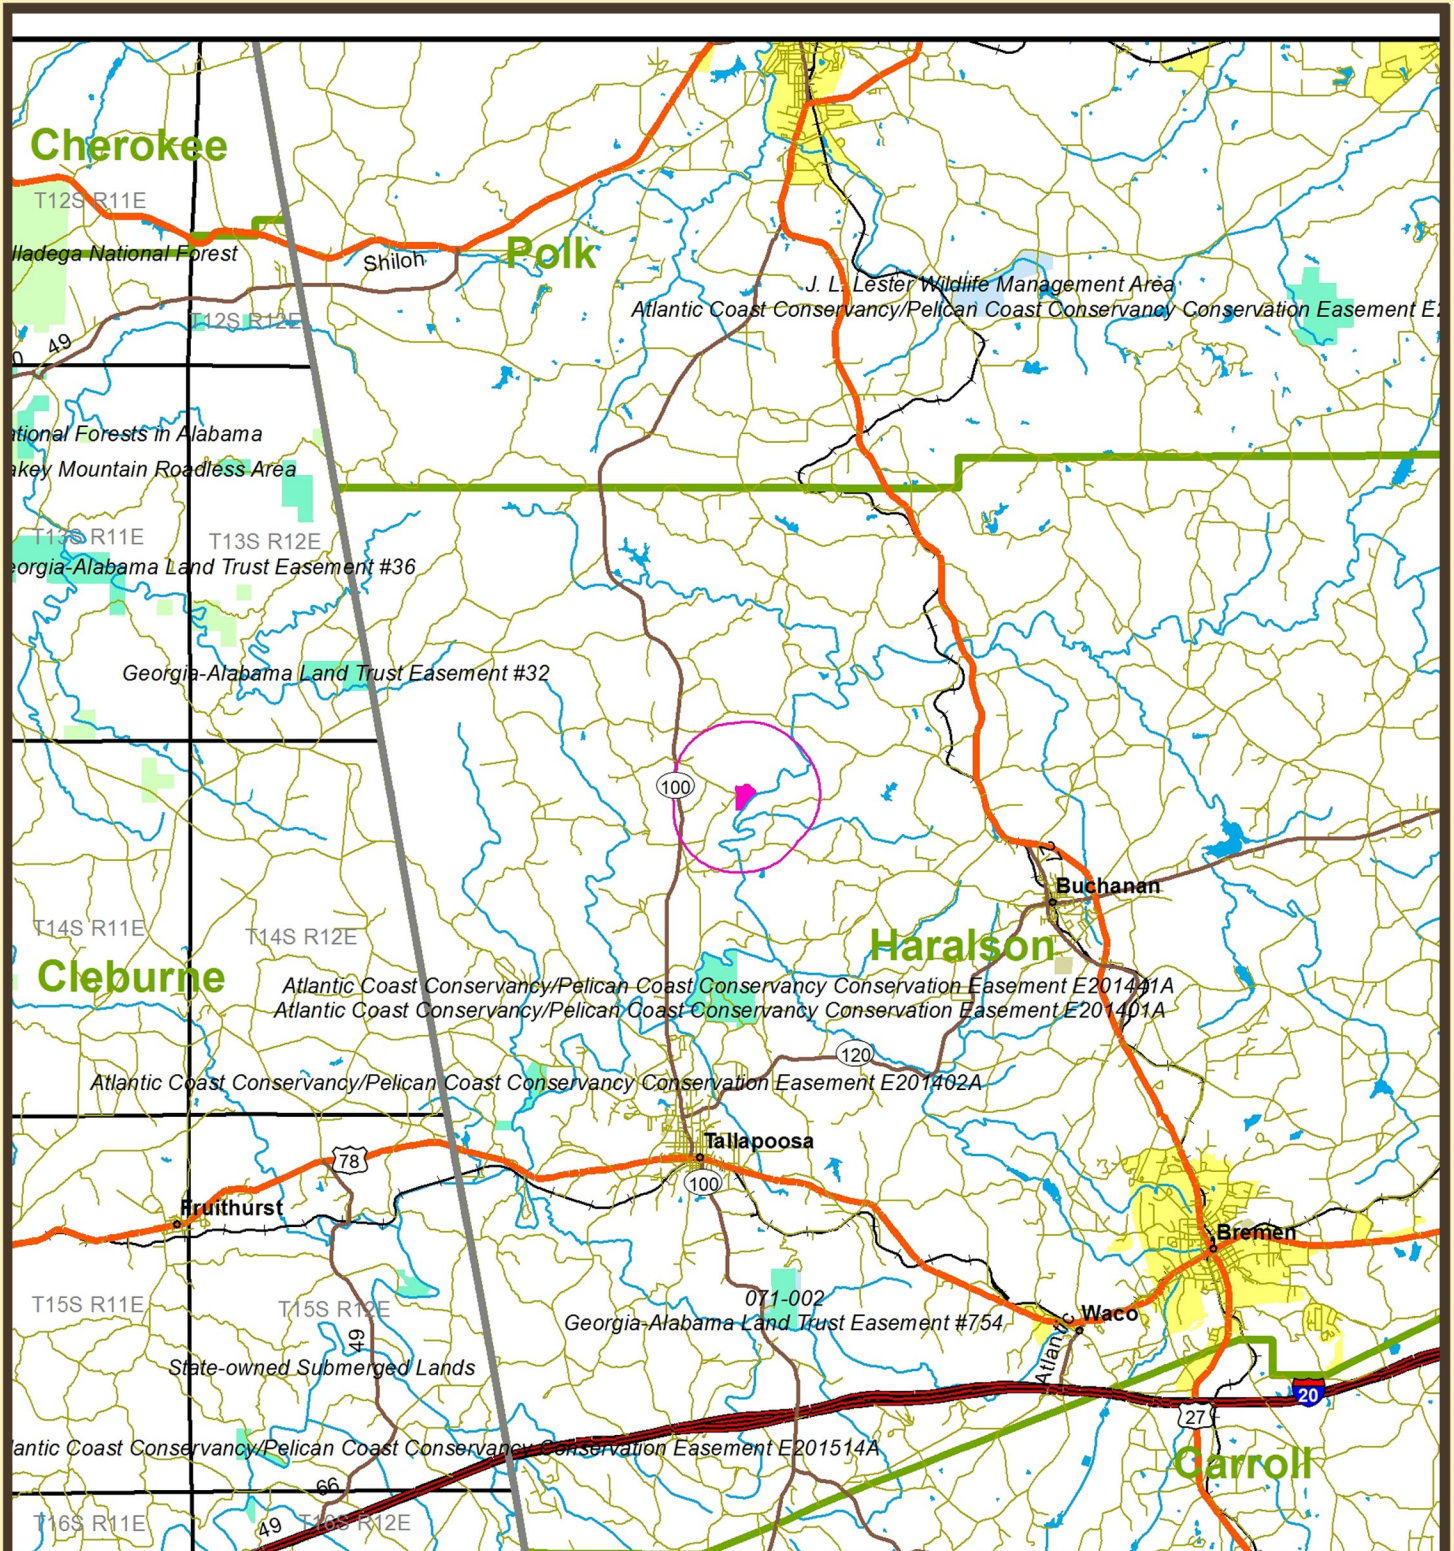 Cherokee
T12S R11E
lladega National Forest
Polk
Shiloh
J. L. Lester Wildlife Management Area
Atlantic Coast Conservancy/Pelican Coast Conservancy Conservation Easement E2
T12S R12E
49
0
ational Forests in Alabama
akey Mountain Roadless Area
T13S R11E
T13S R12E
eorgia-Alabama Land Trust Easement #36
Georgia-Alabama Land Trust Easement #32
100
27
Buchanan
T14S R11E
T14S R12E
Haralson
Cleburne
Atlantic Coast Conservancy/Pelican Coast Conservancy Conservation Easement E201441A
Atlantic Coast Conservancy/Pelican Coast Conservancy Conservation Easement E201401A
120
Atlantic Coast Conservancy/Pelican Coast Conservancy Conservation Easement E201402A
Tallapoosa
78
100
Fruithurst
Bremen
071-002
T15S R11E
T15S R12E
Waco
Georgia-Alabama Land Trust Easement #754
49
Atlantic
State-owned Submerged Lands
20
27
lantic Coast Conservancy/Pelican Coast Conservancy Conservation Easement E201514A
Carroll
66
T16S R11E
49
T16S R12E